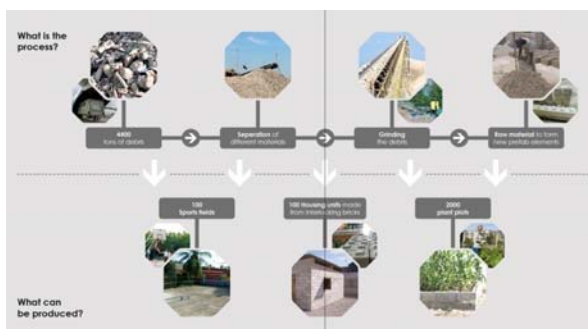 What is the
process?
4400
tons of debris
Seperation of
different materials
Grinding
the debris
Raw material to form
new prefab elements
100
Sports fields
100 Housing units made
from interlocking bricks
2000
plant plots
What can
be produced?